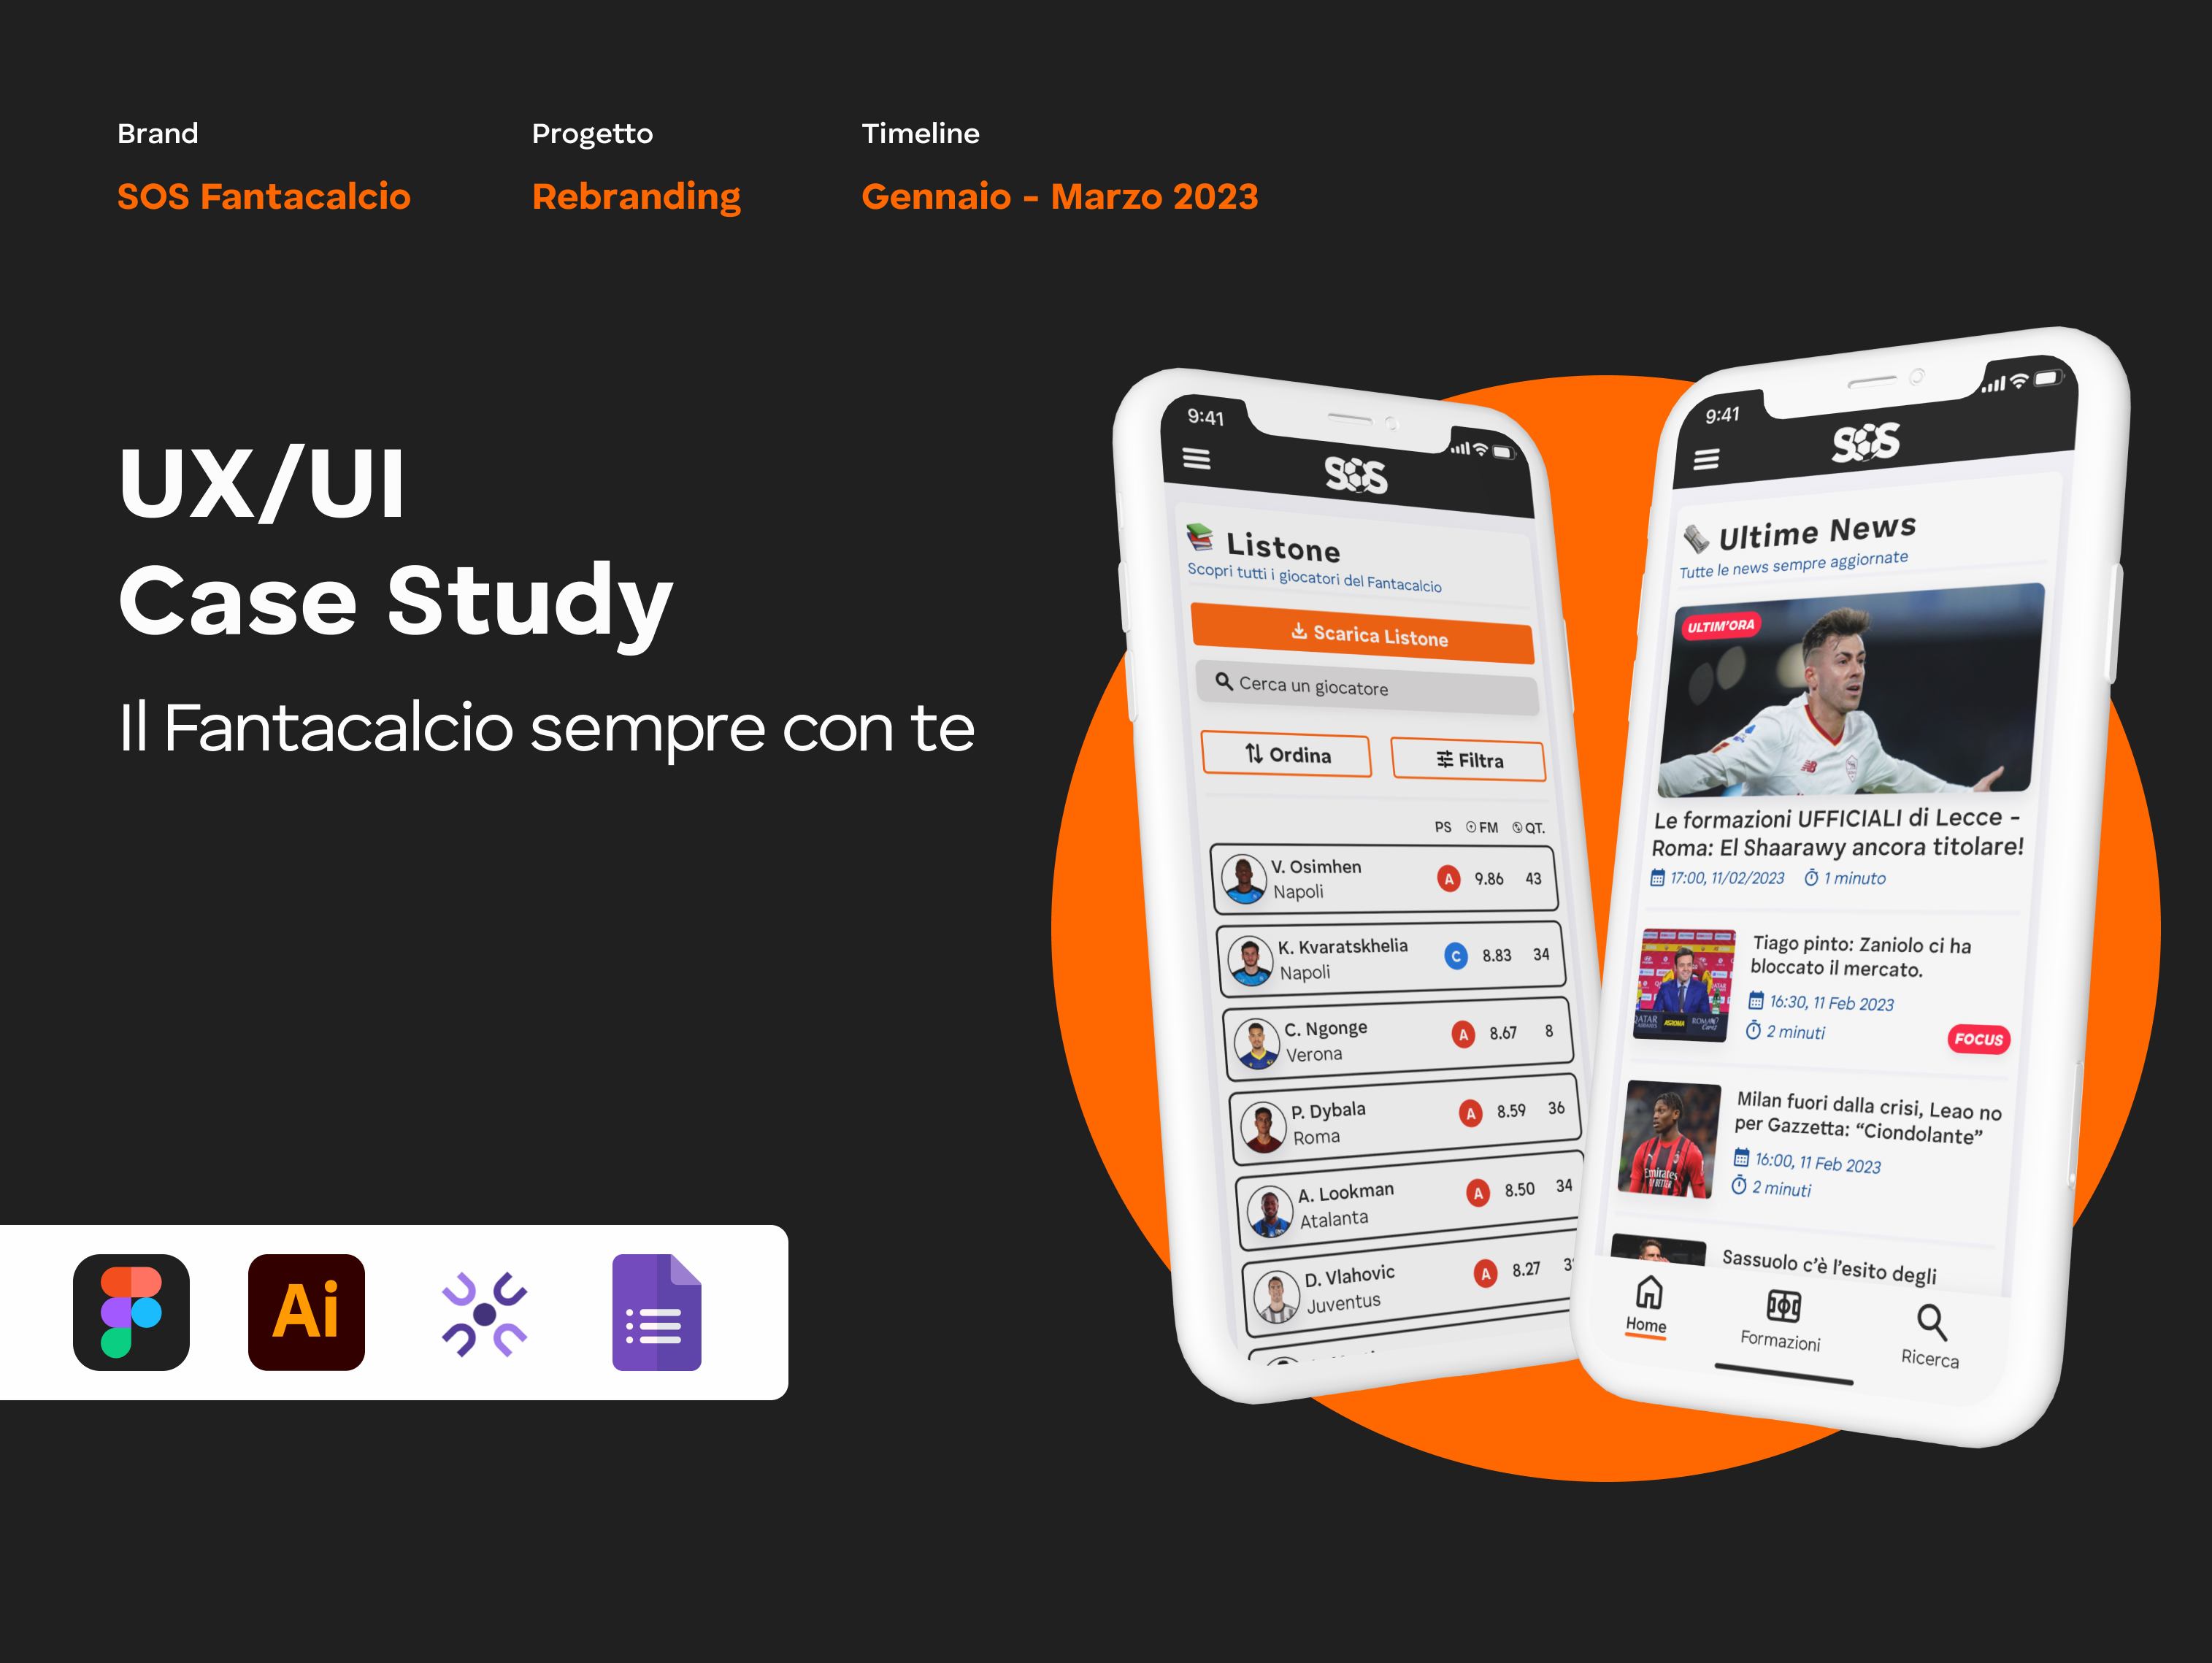 Brand
SOS Fantacalcio
Progetto
Rebranding
Timeline
Gennaio - Marzo 2023
UX/UI
Case Study
Il Fantacalcio sempre con te
Ai
9:41
SOS
Listone
Scopri tutti i giocatori del Fantacalcio
Scarica Listone
Cerca un giocatore
Ordina
Filtra
PS FM QT.
V. Osimhen
Napoli
A 9.86 43
K. Kvaratskhelia
Napoli
C 8.83 34
C. Ngonge
Verona
A 8.67 8
P. Dybala
Roma
A 8.59 36
A. Lookman
Atalanta
A 8.50 34
D. Vlahovic
Juventus
A 8.27
9:41
SOS
Ultime News
Tutte le news sempre aggiornate
ULTIM'ORA
Le formazioni UFFICIALI di Lecce -
Roma: El Shaarawy ancora titolare!
17:00, 11/02/2023 1 minuto
Tiago pinto: Zaniolo ci ha
bloccato il mercato.
16:30, 11 Feb 2023
2 minuti
FOCUS
Milan fuori dalla crisi, Leao no
per Gazzetta: “Ciondolante”
16:00, 11 Feb 2023
2 minuti
Emirates
Sassuolo c'è l'esito degli
Home
Formazioni
Ricerca